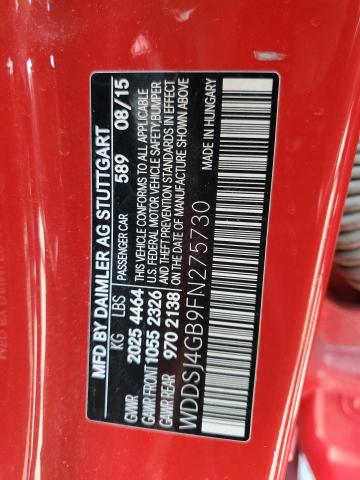 MFD BY DAIMLER AG STUTTGART
KG LBS PASSENGER CAR 589 08/15
GVWR 2025 4464 THIS VEHICLE CONFORMS TO ALL APPLICABLE
GAWR FRONT 1055 2326 U.S. FEDERAL MOTOR VEHICLE SAFETY, BUMPER
GAWR REAR 970 2138 AND THEFT PREVENTION STANDARDS IN EFFECT
ON THE DATE OF MANUFACTURE SHOWN ABOVE
WDDSJ4GB9FN275730 MADE IN HUNGARY